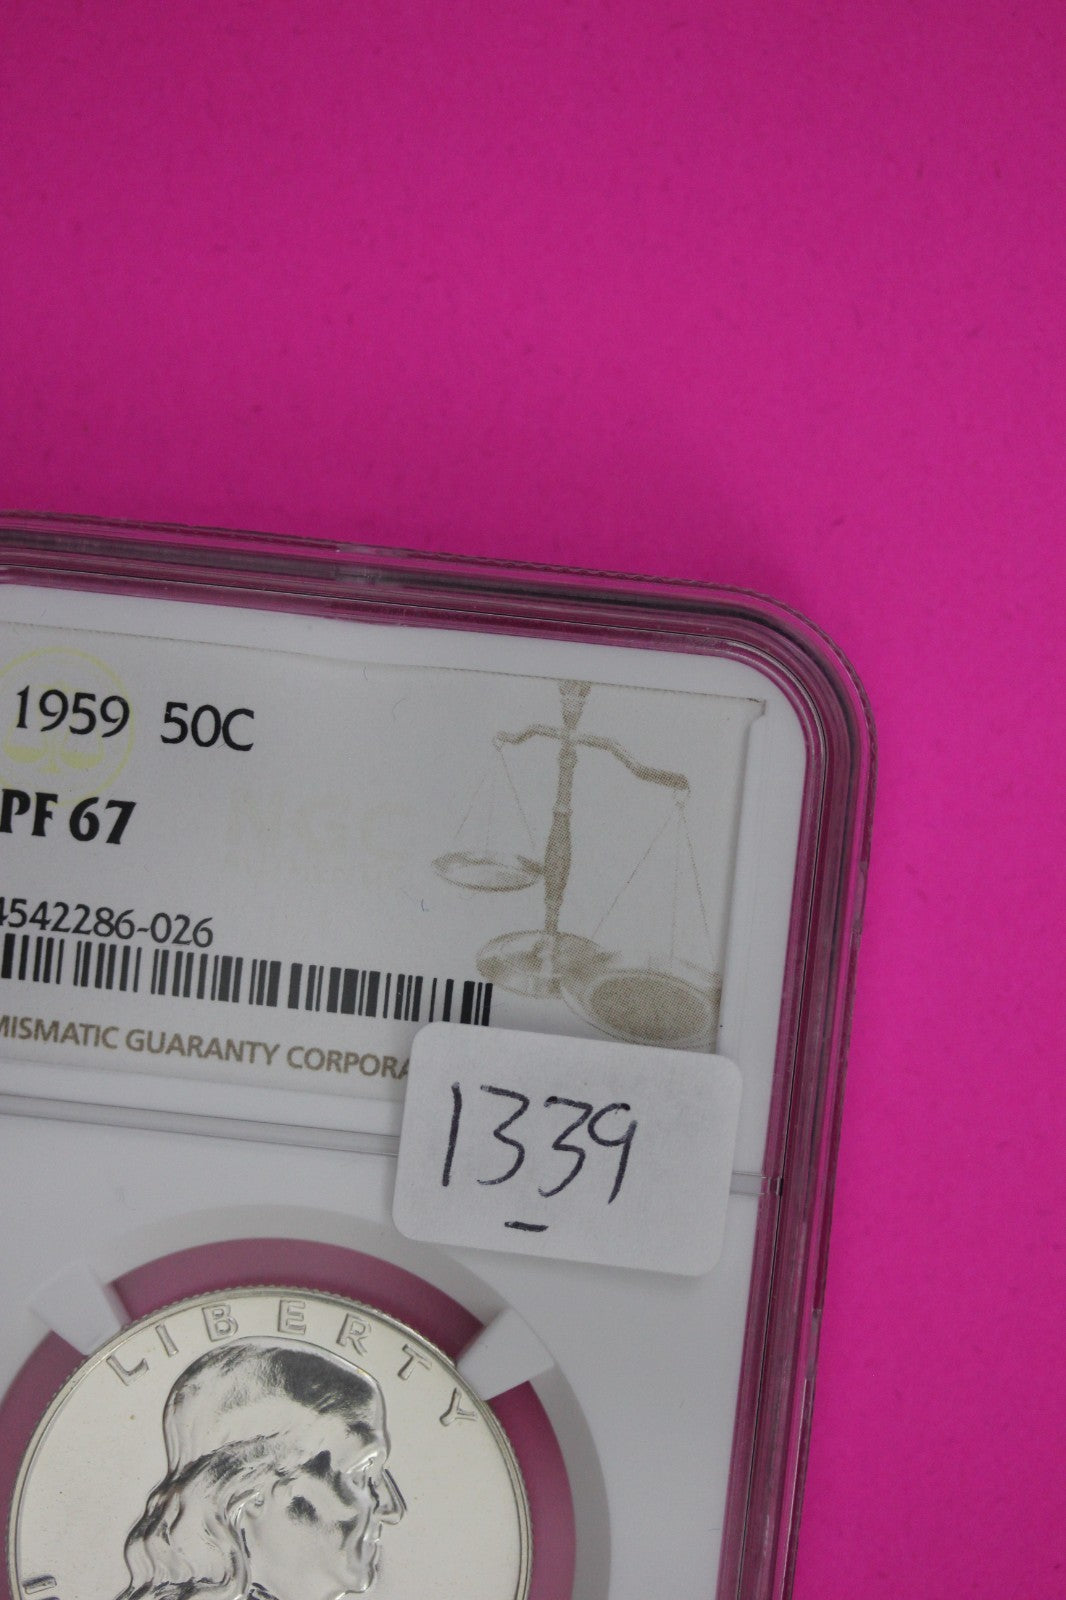 1959 50C
PF 67
4542286-026
MISMATIC GUARANTY CORPORA
1339
LIBERTY